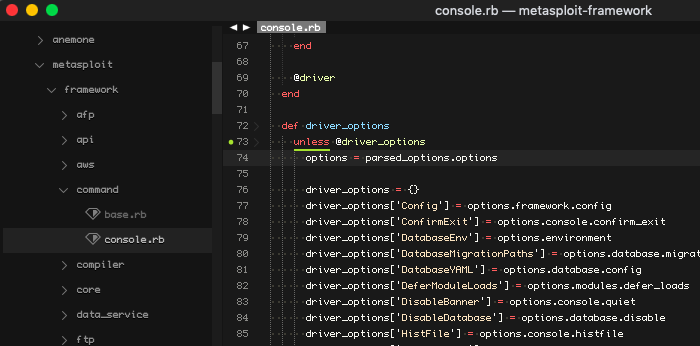 console.rb — metasploit-framework
anemone
metasploit
framework
afp
api
aws
command
base.rb
console.rb
compiler
core
data_service
ftp
console.rb
67 end
68
69 @driver
70 end
71
72 def driver_options
73 unless @driver_options
74 options = parsed_options.options
75
76 driver_options = {}
77 driver_options['Config'] = options.framework.config
78 driver_options['ConfirmExit'] = options.console.confirm_exit
79 driver_options['DatabaseEnv'] = options.environment
80 driver_options['DatabaseMigrationPaths'] = options.database.migrat
81 driver_options['DatabaseYAML'] = options.database.config
82 driver_options['DeferModuleLoads'] = options.modules.defer_loads
83 driver_options['DisableBanner'] = options.console.quiet
84 driver_options['DisableDatabase'] = options.database.disable
85 driver_options['HistFile'] = options.console.histfile